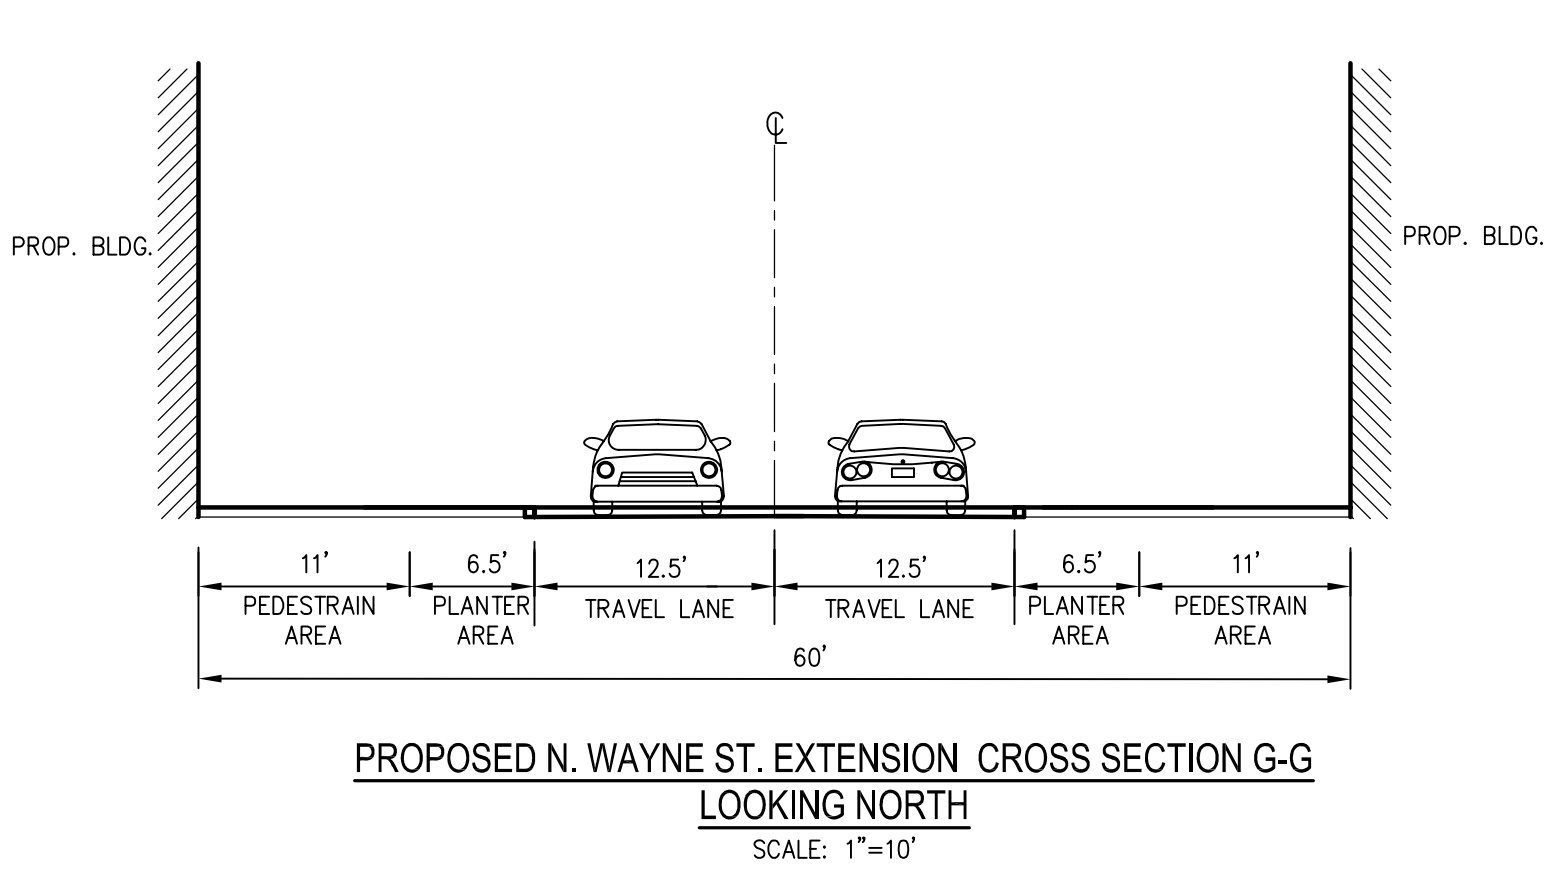 ℄
PROP. BLDG.
PROP. BLDG.
11' 6.5' 12.5' 12.5' 6.5' 11'
PEDESTRAIN PLANTER TRAVEL LANE TRAVEL LANE PLANTER PEDESTRAIN
AREA AREA AREA AREA
60'
PROPOSED N. WAYNE ST. EXTENSION CROSS SECTION G-G
LOOKING NORTH
SCALE: 1"=10'